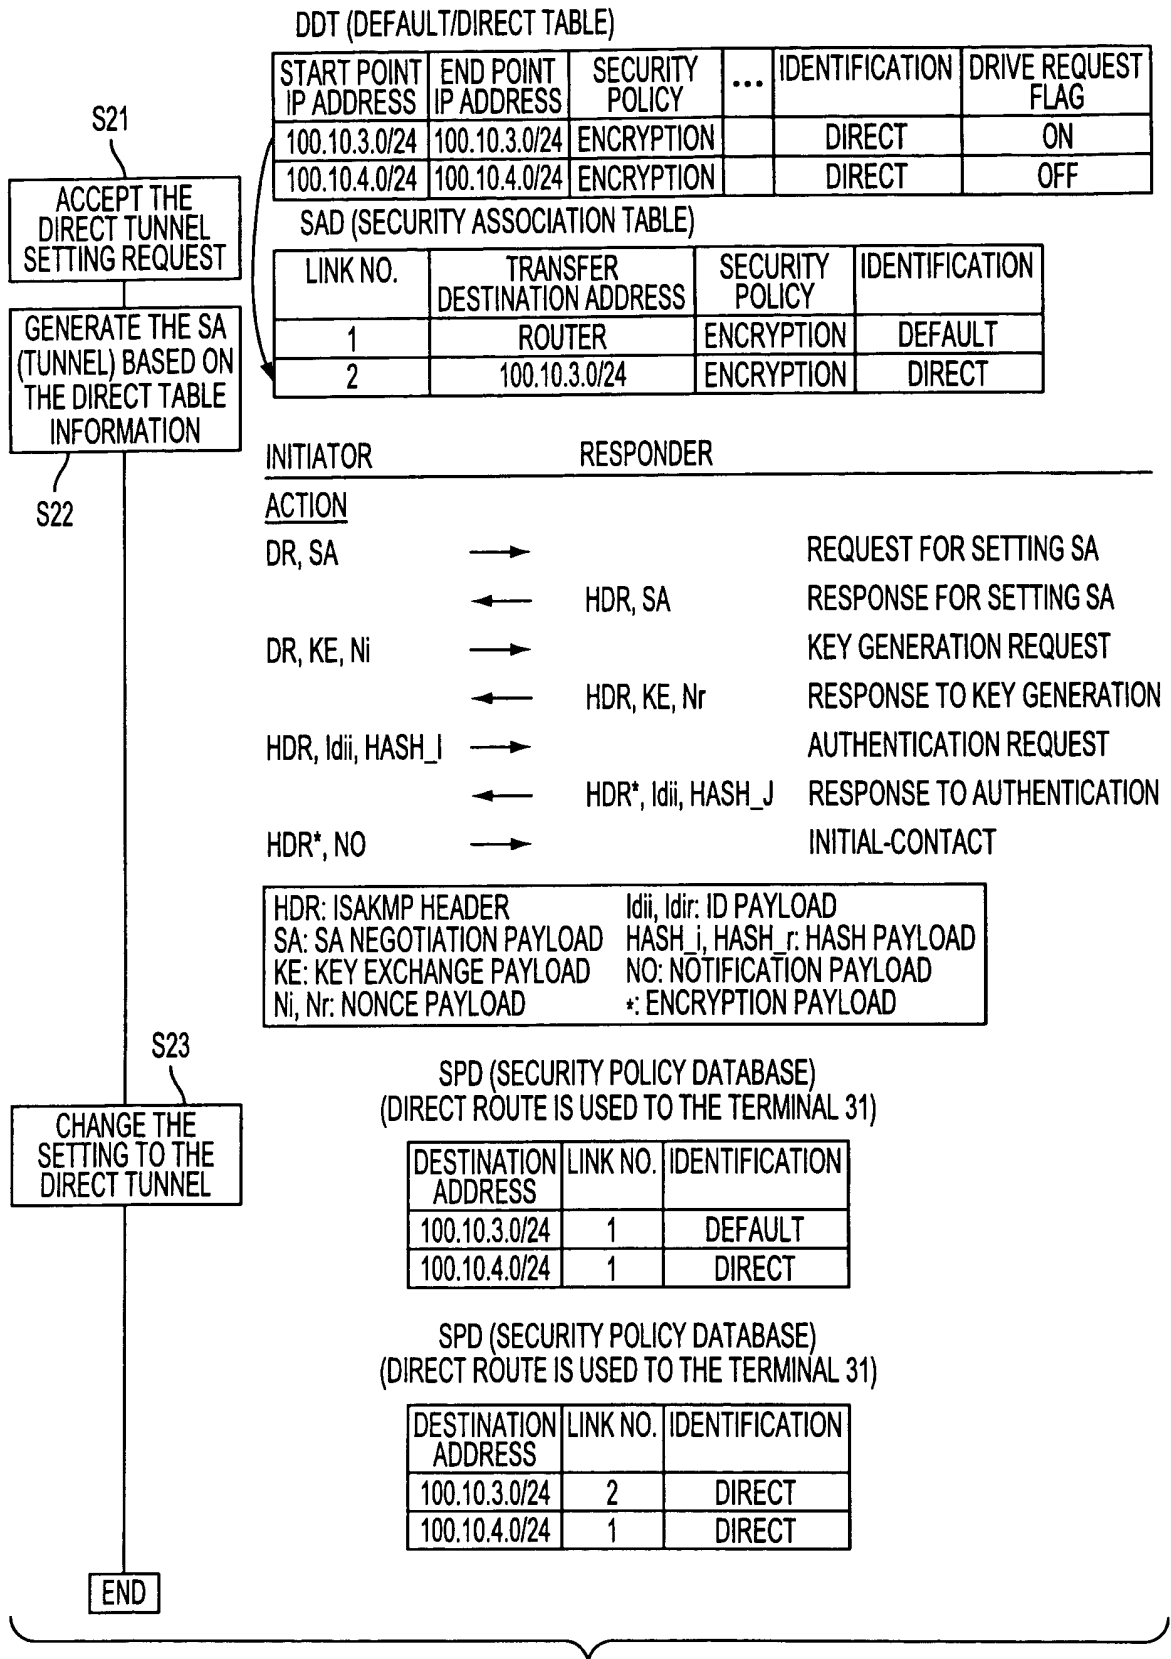 DDT (DEFAULT/DIRECT TABLE)
START POINT IP ADDRESS END POINT IP ADDRESS SECURITY POLICY ... IDENTIFICATION DRIVE REQUEST FLAG
100.10.3.0/24 100.10.3.0/24 ENCRYPTION DIRECT ON
100.10.4.0/24 100.10.4.0/24 ENCRYPTION DIRECT OFF
S21
ACCEPT THE
DIRECT TUNNEL
SETTING REQUEST
SAD (SECURITY ASSOCIATION TABLE)
LINK NO. TRANSFER DESTINATION ADDRESS SECURITY POLICY IDENTIFICATION
1 ROUTER ENCRYPTION DEFAULT
2 100.10.3.0/24 ENCRYPTION DIRECT
GENERATE THE SA
(TUNNEL) BASED ON
THE DIRECT TABLE
INFORMATION
S22
INITIATOR RESPONDER
ACTION
DR, SA → REQUEST FOR SETTING SA
← HDR, SA RESPONSE FOR SETTING SA
DR, KE, Ni → KEY GENERATION REQUEST
← HDR, KE, Nr RESPONSE TO KEY GENERATION
HDR, Idii, HASH_I → AUTHENTICATION REQUEST
← HDR*, Idii, HASH_J RESPONSE TO AUTHENTICATION
HDR*, NO → INITIAL-CONTACT
HDR: ISAKMP HEADER Idii, Idir: ID PAYLOAD
SA: SA NEGOTIATION PAYLOAD HASH_i, HASH_r: HASH PAYLOAD
KE: KEY EXCHANGE PAYLOAD NO: NOTIFICATION PAYLOAD
Ni, Nr: NONCE PAYLOAD *: ENCRYPTION PAYLOAD
S23
CHANGE THE
SETTING TO THE
DIRECT TUNNEL
SPD (SECURITY POLICY DATABASE)
(DIRECT ROUTE IS USED TO THE TERMINAL 31)
DESTINATION ADDRESS LINK NO. IDENTIFICATION
100.10.3.0/24 1 DEFAULT
100.10.4.0/24 1 DIRECT
SPD (SECURITY POLICY DATABASE)
(DIRECT ROUTE IS USED TO THE TERMINAL 31)
DESTINATION ADDRESS LINK NO. IDENTIFICATION
100.10.3.0/24 2 DIRECT
100.10.4.0/24 1 DIRECT
END